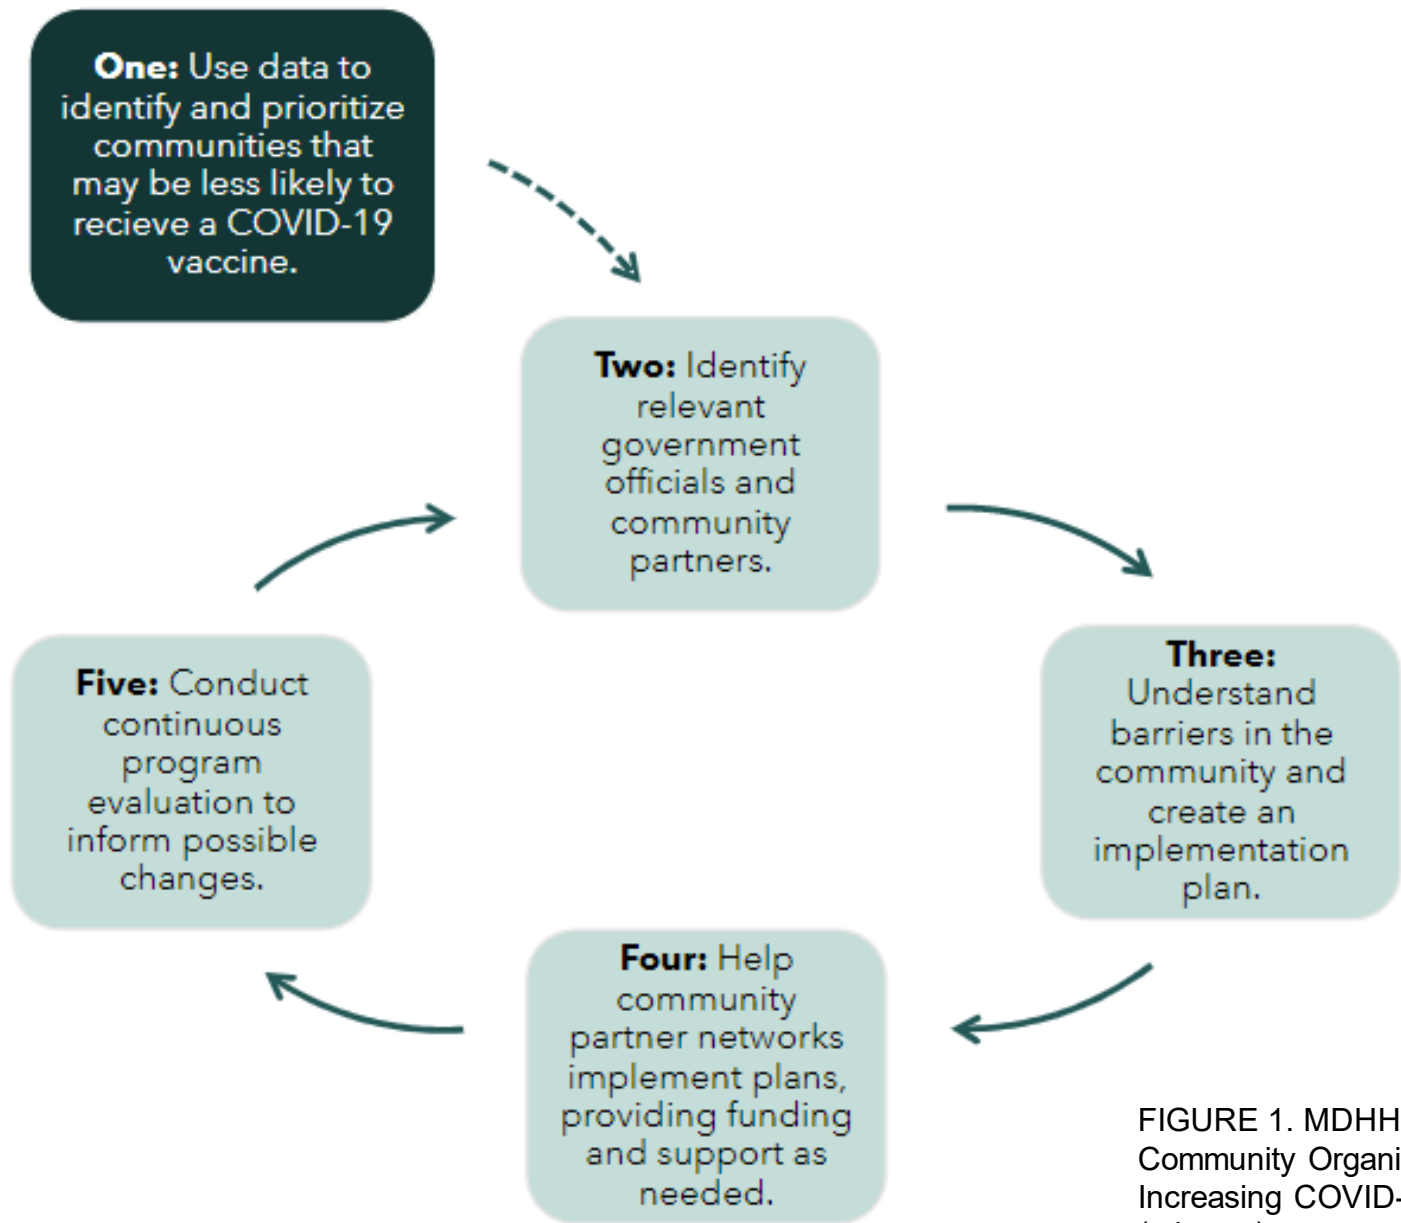 One: Use data to
identify and prioritize
communities that
may be less likely to
recieve a COVID-19
vaccine.
Two: Identify
relevant
government
officials and
community
partners.
Three:
Understand
barriers in the
community and
create an
implementation
plan.
Four: Help
community
partner networks
implement plans,
providing funding
and support as
needed.
Five: Conduct
continuous
program
evaluation to
inform possible
changes.
FIGURE 1. MDHH
Community Organi
Increasing COVID-